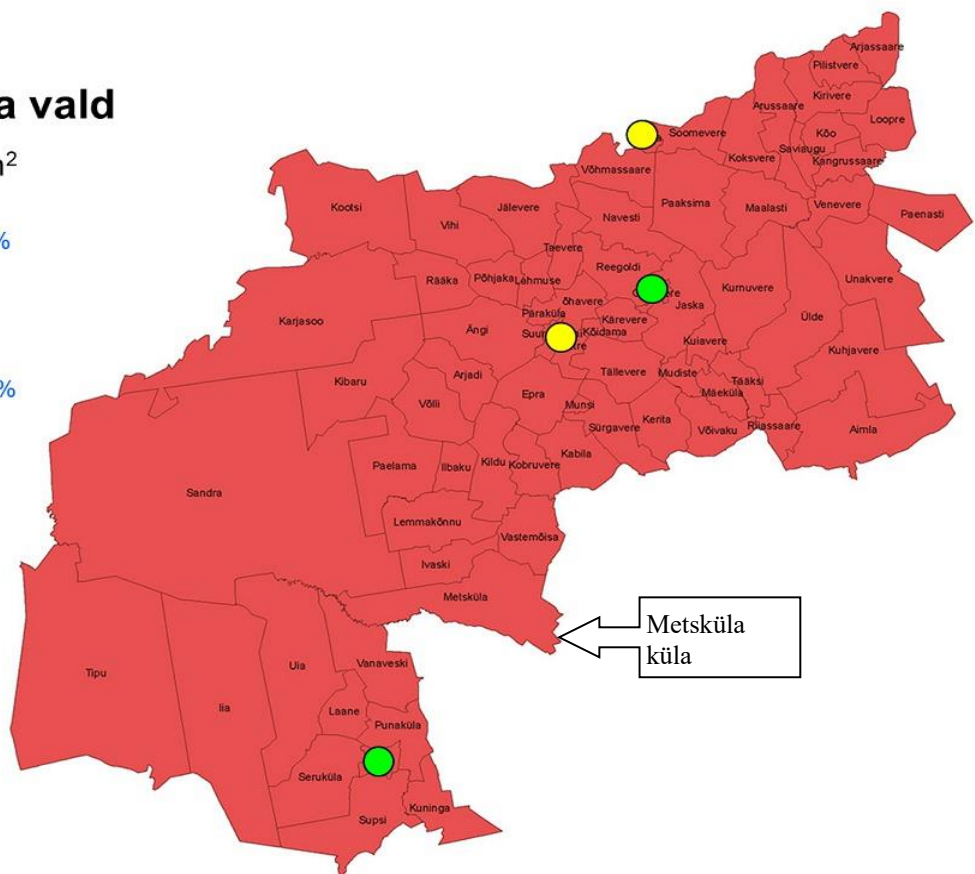 a vald
m²
%
%
Arjassaare
Pilistvere
Kirivere
Arussaare
Loopre
Kõo
Soomevere
Saviaugu
Koksvere
Kangrussaare
Võhmassaare
Paaksima
Maalasti
Venevere
Paenasti
Kootsi
Jälevere
Vihi
Navesti
Taevere
Reegoldi
Rääka
Põhjaka
Lahmuse
Unakvere
Kurnuvere
Jaska
õhavere
Päraküla
Kärevere
Kõidama
Karjasoo
Ängi
Ülde
Kuiavere
Kuhjavere
Tällevere
Mudiste
Arjadi
Kibaru
Tääksi
Mäeküla
Epra
Võlli
Munsi
Kerita
Sürgavere
Võivaku
Riiassaare
Aimla
Kabila
Paelama
Ilbaku
Kildu
Kobruvere
Sandra
Lemmakõnnu
Vastemõisa
Ivaski
Metsküla
Metsküla
küla
Tipu
Uia
Vanaveski
Iia
Laane
Punaküla
Seruküla
Kuninga
Supsi